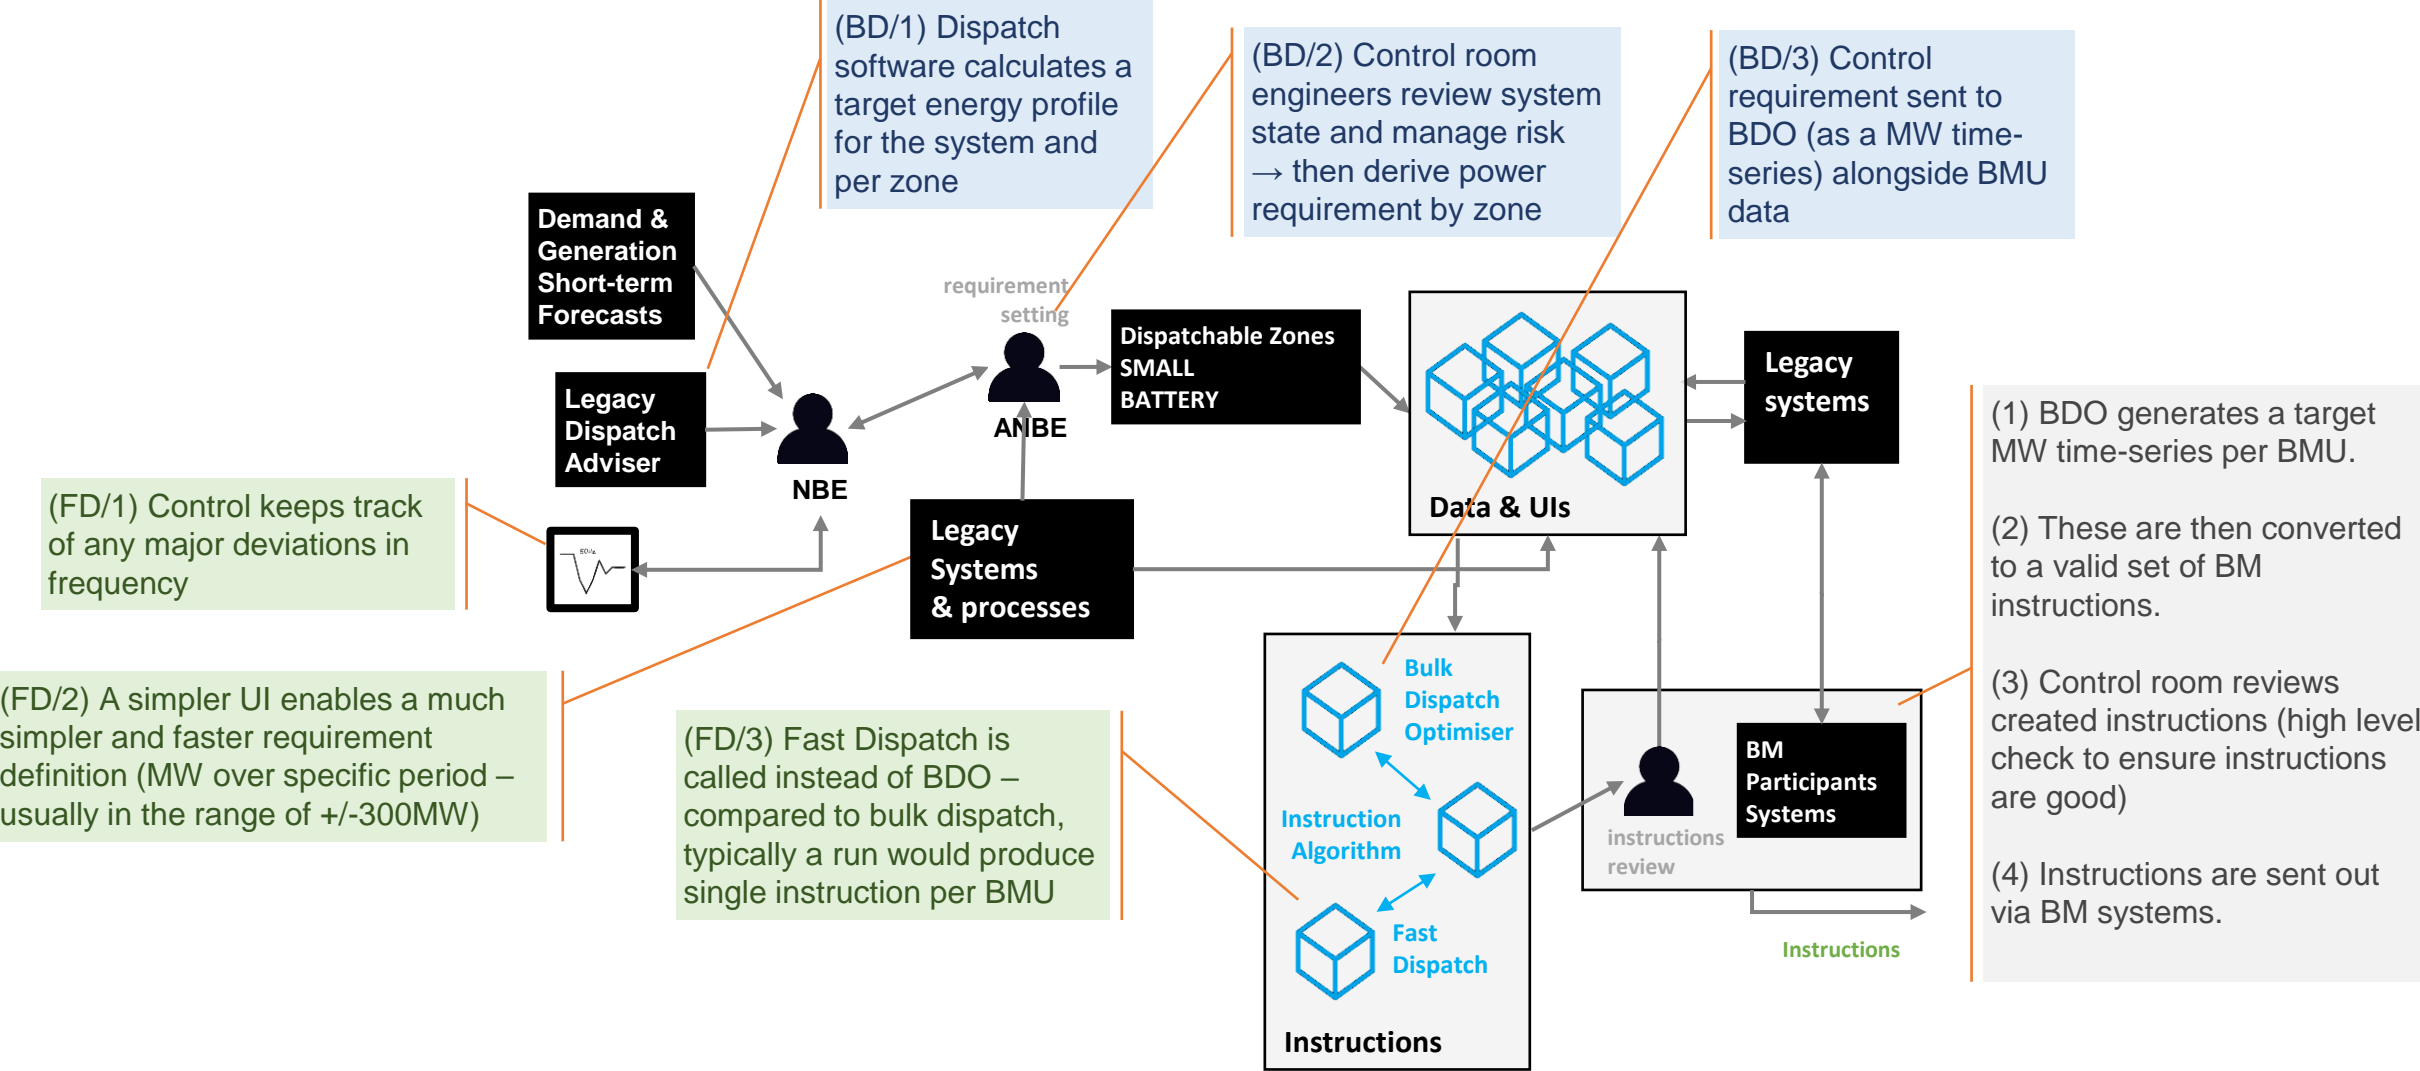 (BD/1) Dispatch
software calculates a
target energy profile
for the system and
per zone
(BD/2) Control room
engineers review system
state and manage risk
→ then derive power
requirement by zone
(BD/3) Control
requirement sent to
BDO (as a MW time-
series) alongside BMU
data
Demand &
Generation
Short-term
Forecasts
requirement
setting
Legacy
Dispatch
Adviser
NBE
ANBE
Dispatchable Zones
SMALL
BATTERY
Data & UIs
Legacy
systems
(FD/1) Control keeps track
of any major deviations in
frequency
50Hz
Legacy
Systems
& processes
(FD/2) A simpler UI enables a much
simpler and faster requirement
definition (MW over specific period –
usually in the range of +/-300MW)
(FD/3) Fast Dispatch is
called instead of BDO –
compared to bulk dispatch,
typically a run would produce
single instruction per BMU
Bulk
Dispatch
Optimiser
Instruction
Algorithm
Fast
Dispatch
Instructions
instructions
review
BM
Participants
Systems
Instructions
(1) BDO generates a target
MW time-series per BMU.
(2) These are then converted
to a valid set of BM
instructions.
(3) Control room reviews
created instructions (high level
check to ensure instructions
are good)
(4) Instructions are sent out
via BM systems.